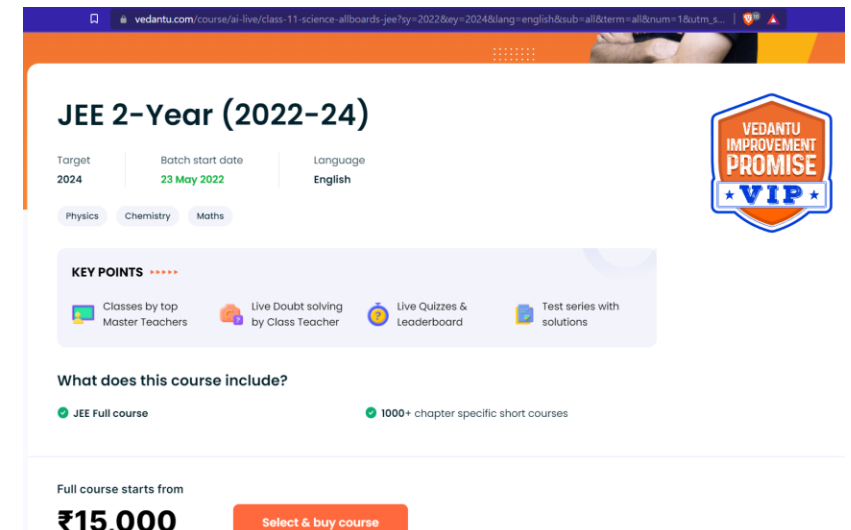 vedantu.com/course/ai-live/class-11-science-allboards-jee?sy=2022&ey=2024&lang=english&sub=all&term=all&num=1&utm_s...
JEE 2-Year (2022-24)
Target
Batch start date
Language
2024
23 May 2022
English
Physics
Chemistry
Maths
VEDANTU
IMPROVEMENT
PROMISE
VIP
KEY POINTS
Classes by top
Master Teachers
Live Doubt solving
by Class Teacher
Live Quizzes &
Leaderboard
Test series with
solutions
What does this course include?
JEE Full course
1000+ chapter specific short courses
Full course starts from
₹15,000
Select & buy course